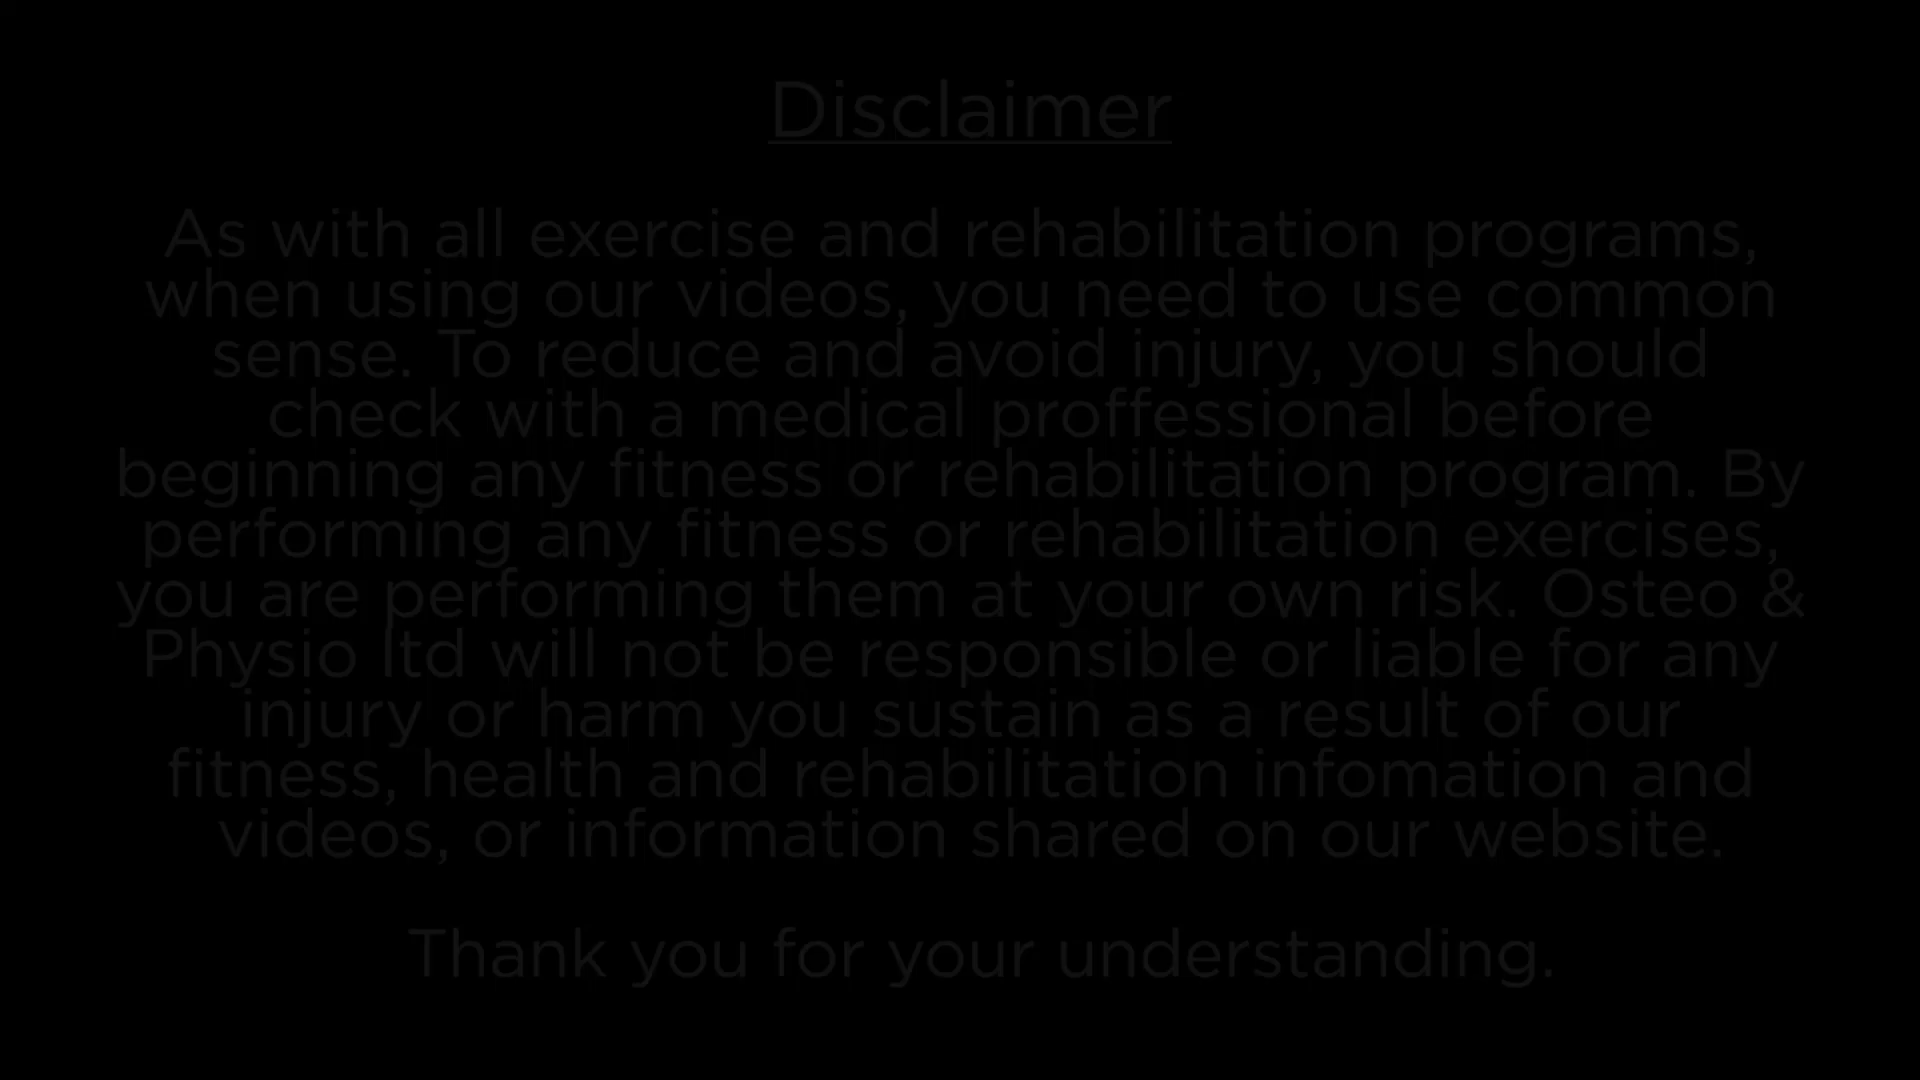 Disclaimer
As with all exercise and rehabilitation programs,
when using our videos, you need to use common
sense. To reduce and avoid injury, you should
check with a medical proffessional before
beginning any fitness or rehabilitation program. By
performing any fitness or rehabilitation exercises,
you are performing them at your own risk. Osteo &
Physio ltd will not be responsible or liable for any
injury or harm you sustain as a result of our
fitness, health and rehabilitation infomation and
videos, or information shared on our website.
Thank you for your understanding.